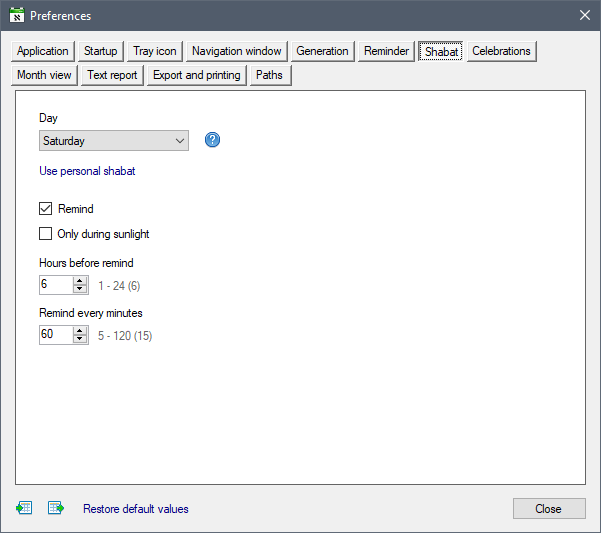 Preferences
Application Startup Tray icon Navigation window Generation Reminder Shabat Celebrations
Month view Text report Export and printing Paths
Day
Saturday ?
Use personal shabat
Remind
Only during sunlight
Hours before remind
6 1 - 24 (6)
Remind every minutes
60 5 - 120 (15)
Restore default values Close